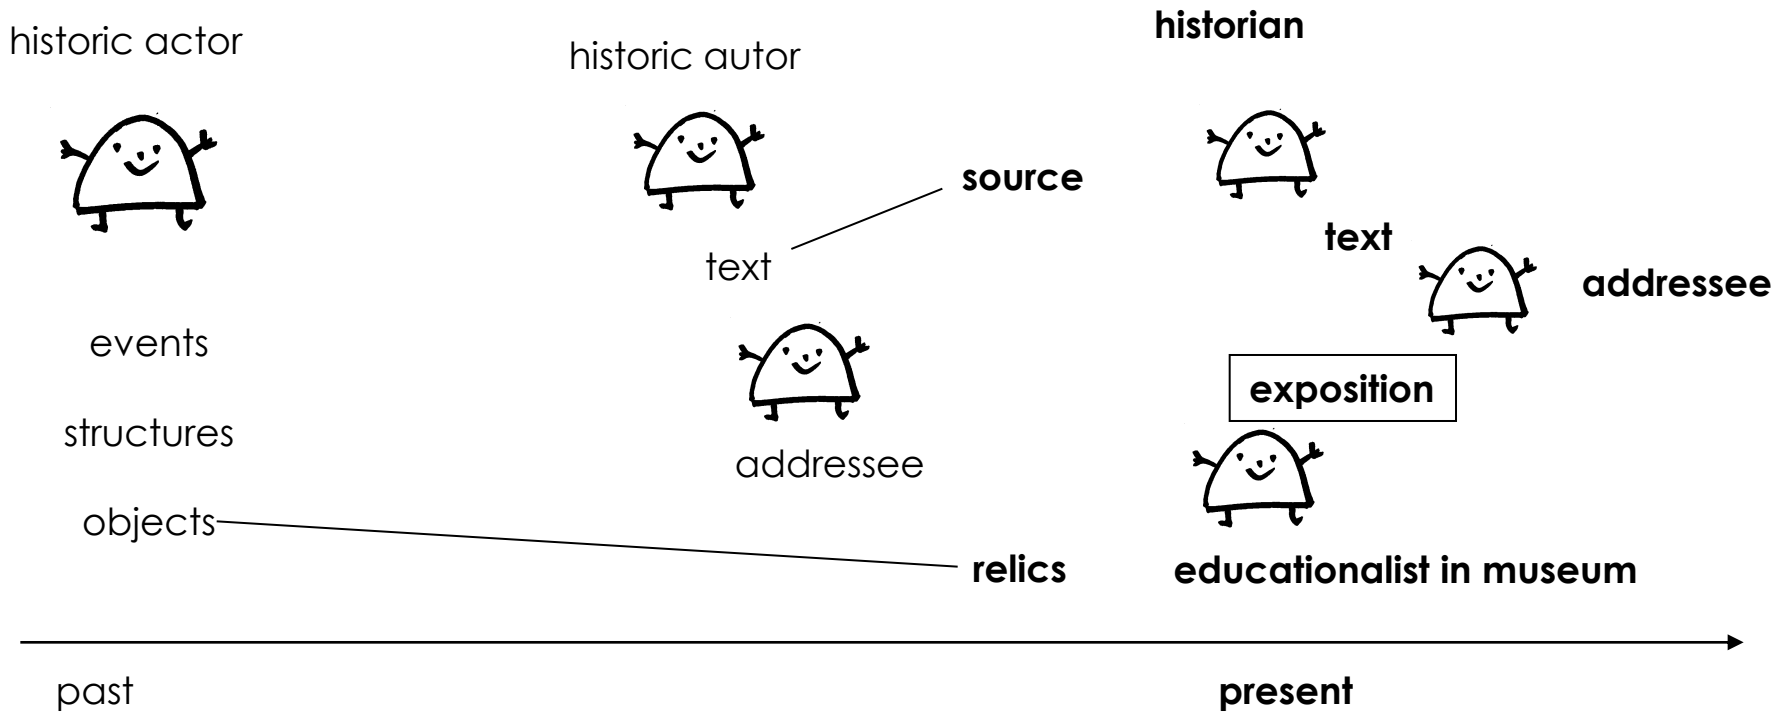 historic actor
historic autor
historian
source
text
text
addressee
events
exposition
structures
addressee
objects
relics
educationalist in museum
past
present